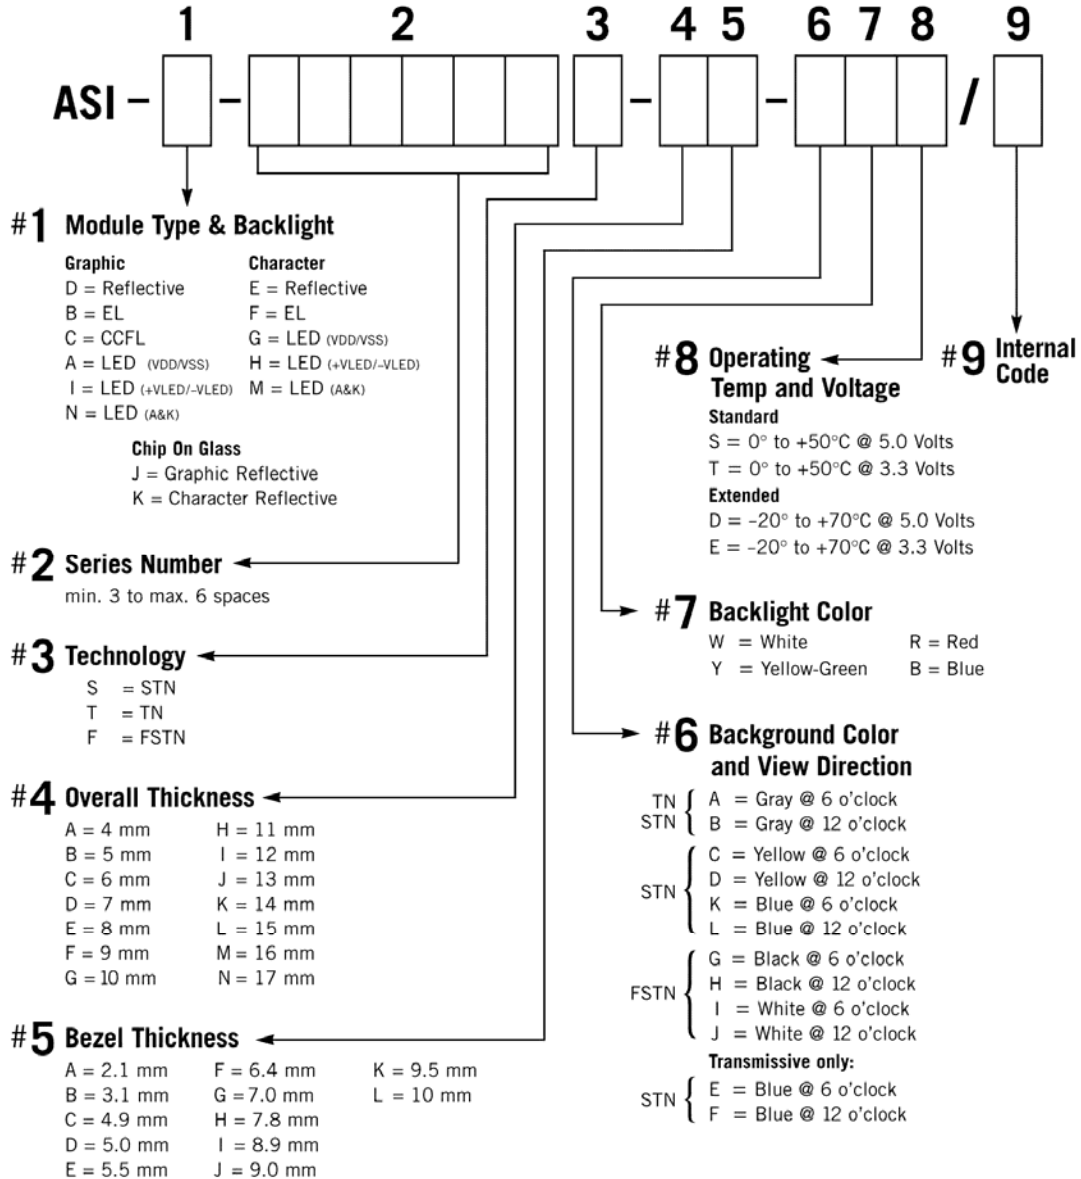 1 2 3 4 5 6 7 8 9
ASI – – – – /
#1 Module Type & Backlight
Graphic Character
D = Reflective E = Reflective
B = EL F = EL
C = CCFL G = LED (VDD/VSS)
A = LED (VDD/VSS) H = LED (+VLED/–VLED)
I = LED (+VLED/–VLED) M = LED (A&K)
N = LED (A&K)
Chip On Glass
J = Graphic Reflective
K = Character Reflective
#2 Series Number
min. 3 to max. 6 spaces
#3 Technology
S = STN
T = TN
F = FSTN
#4 Overall Thickness
A = 4 mm H = 11 mm
B = 5 mm I = 12 mm
C = 6 mm J = 13 mm
D = 7 mm K = 14 mm
E = 8 mm L = 15 mm
F = 9 mm M = 16 mm
G = 10 mm N = 17 mm
#5 Bezel Thickness
A = 2.1 mm F = 6.4 mm K = 9.5 mm
B = 3.1 mm G = 7.0 mm L = 10 mm
C = 4.9 mm H = 7.8 mm
D = 5.0 mm I = 8.9 mm
E = 5.5 mm J = 9.0 mm
#8 Operating
Temp and Voltage
Standard
S = 0° to +50°C @ 5.0 Volts
T = 0° to +50°C @ 3.3 Volts
Extended
D = –20° to +70°C @ 5.0 Volts
E = –20° to +70°C @ 3.3 Volts
#9 Internal
Code
#7 Backlight Color
W = White R = Red
Y = Yellow-Green B = Blue
#6 Background Color
and View Direction
TN A = Gray @ 6 o'clock
STN B = Gray @ 12 o'clock
C = Yellow @ 6 o'clock
STN D = Yellow @ 12 o'clock
K = Blue @ 6 o'clock
L = Blue @ 12 o'clock
G = Black @ 6 o'clock
FSTN H = Black @ 12 o'clock
I = White @ 6 o'clock
J = White @ 12 o'clock
Transmissive only:
STN E = Blue @ 6 o'clock
F = Blue @ 12 o'clock